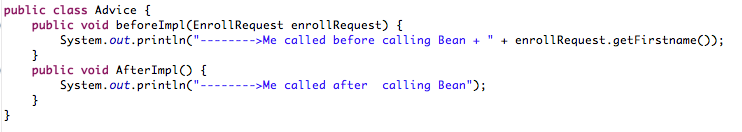 public class Advice {
    public void beforeImpl(EnrollRequest enrollRequest) {
        System.out.println("-------->Me called before calling Bean + " + enrollRequest.getFirstname());
    }
    public void AfterImpl() {
        System.out.println("-------->Me called after  calling Bean");
    }
}